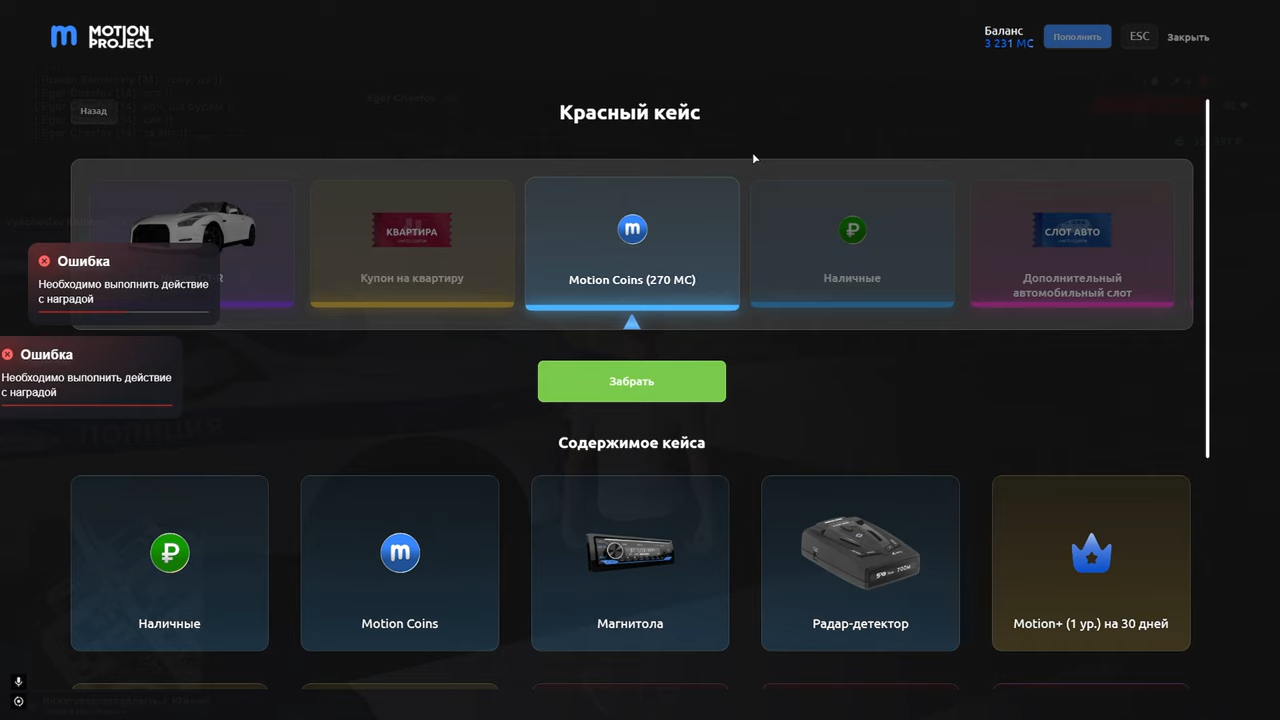 MOTION
PROJECT
Баланс
3 231 МС
Пополнить
ESC
Закрыть
Назад
Красный кейс
КВАРТИРА
Купон на квартиру
Motion Coins (270 MC)
Наличные
СЛОТ АВТО
Дополнительный
автомобильный слот
Ошибка
Необходимо выполнить действие
с наградой
Ошибка
Необходимо выполнить действие
с наградой
Забрать
ПОЛИЦИЯ
Содержимое кейса
Наличные
Motion Coins
Магнитола
Радар-детектор
Motion+ (1 ур.) на 30 дней